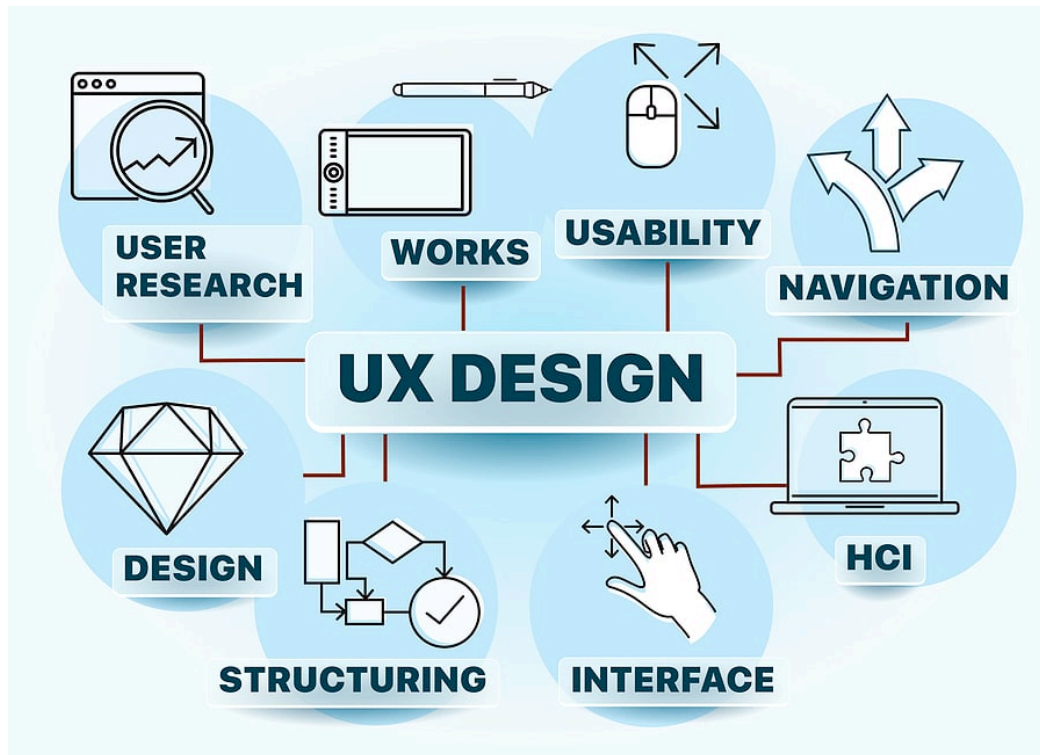 USER
RESEARCH
WORKS
USABILITY
NAVIGATION
UX DESIGN
DESIGN
STRUCTURING
INTERFACE
HCI